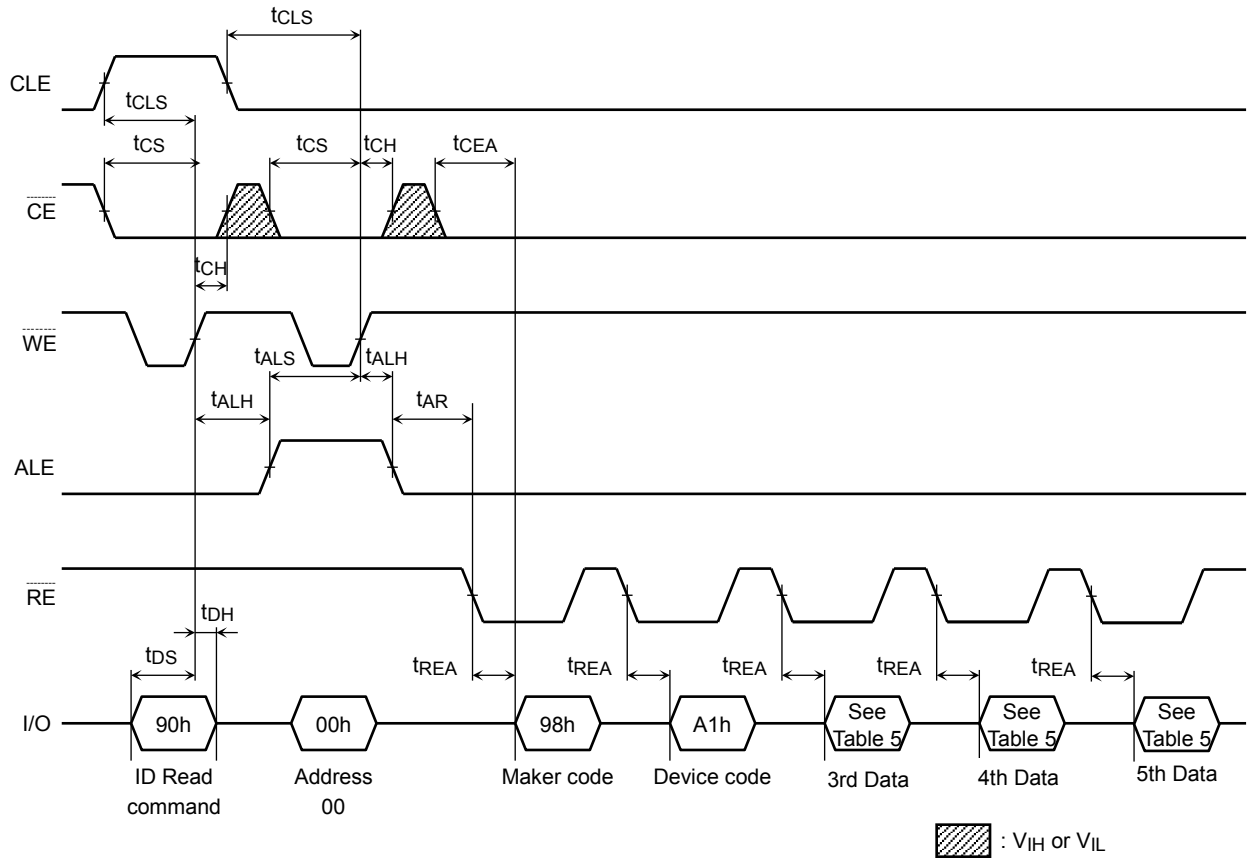 tCLS
CLE
tCLS
tCS
tCS
tCH
tCEA
CE
tCH
WE
tALS
tALH
tALH
tAR
ALE
RE
tDH
tDS
tREA
tREA
tREA
tREA
tREA
I/O
90h
00h
98h
A1h
See
Table 5
See
Table 5
See
Table 5
ID Read
command
Address
00
Maker code
Device code
3rd Data
4th Data
5th Data
: VIH or VIL